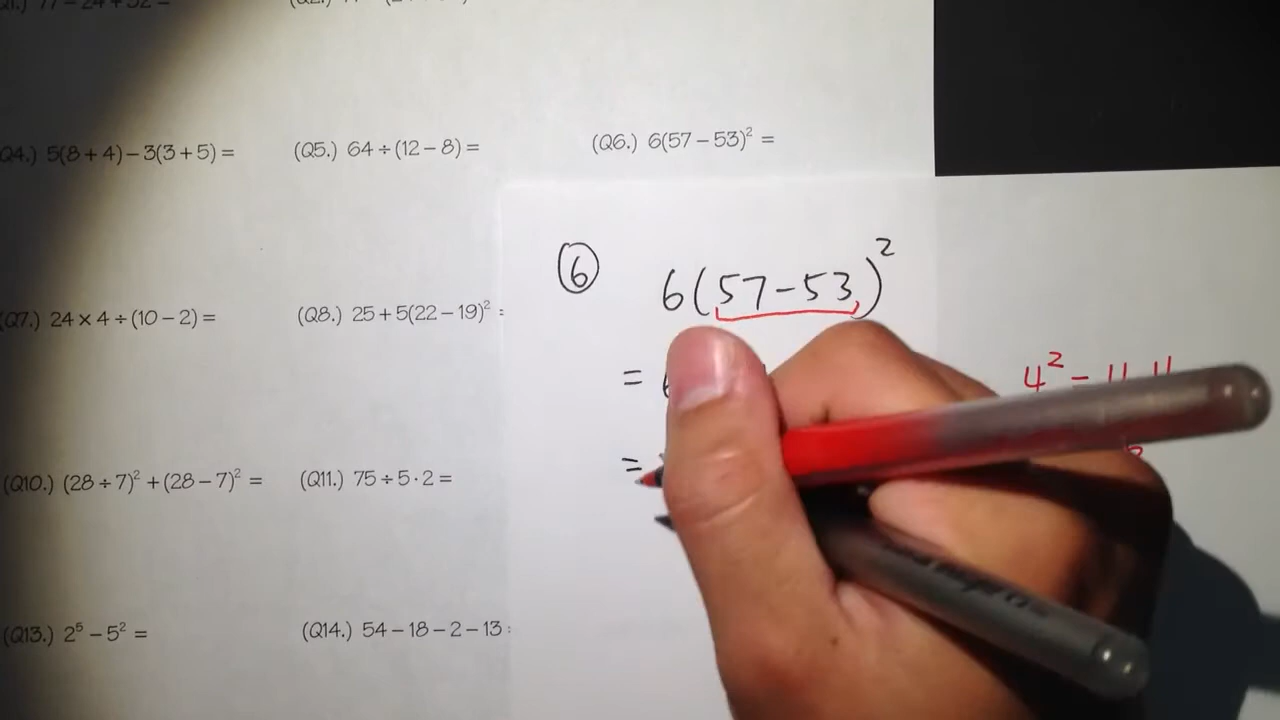 (Q4.) 5(8 + 4) – 3(3 + 5) =
(Q5.) 64 ÷ (12 – 8) =
(Q6.) 6(57 – 53)² =
⑥ 6(57-53)²
=
4² =
=
(Q7.) 24 × 4 ÷ (10 – 2) =
(Q8.) 25 + 5(22 – 19)²
(Q10.) (28 ÷ 7)² + (28 – 7)² =
(Q11.) 75 ÷ 5 · 2 =
(Q13.) 2⁵ – 5² =
(Q14.) 54 – 18 – 2 – 13